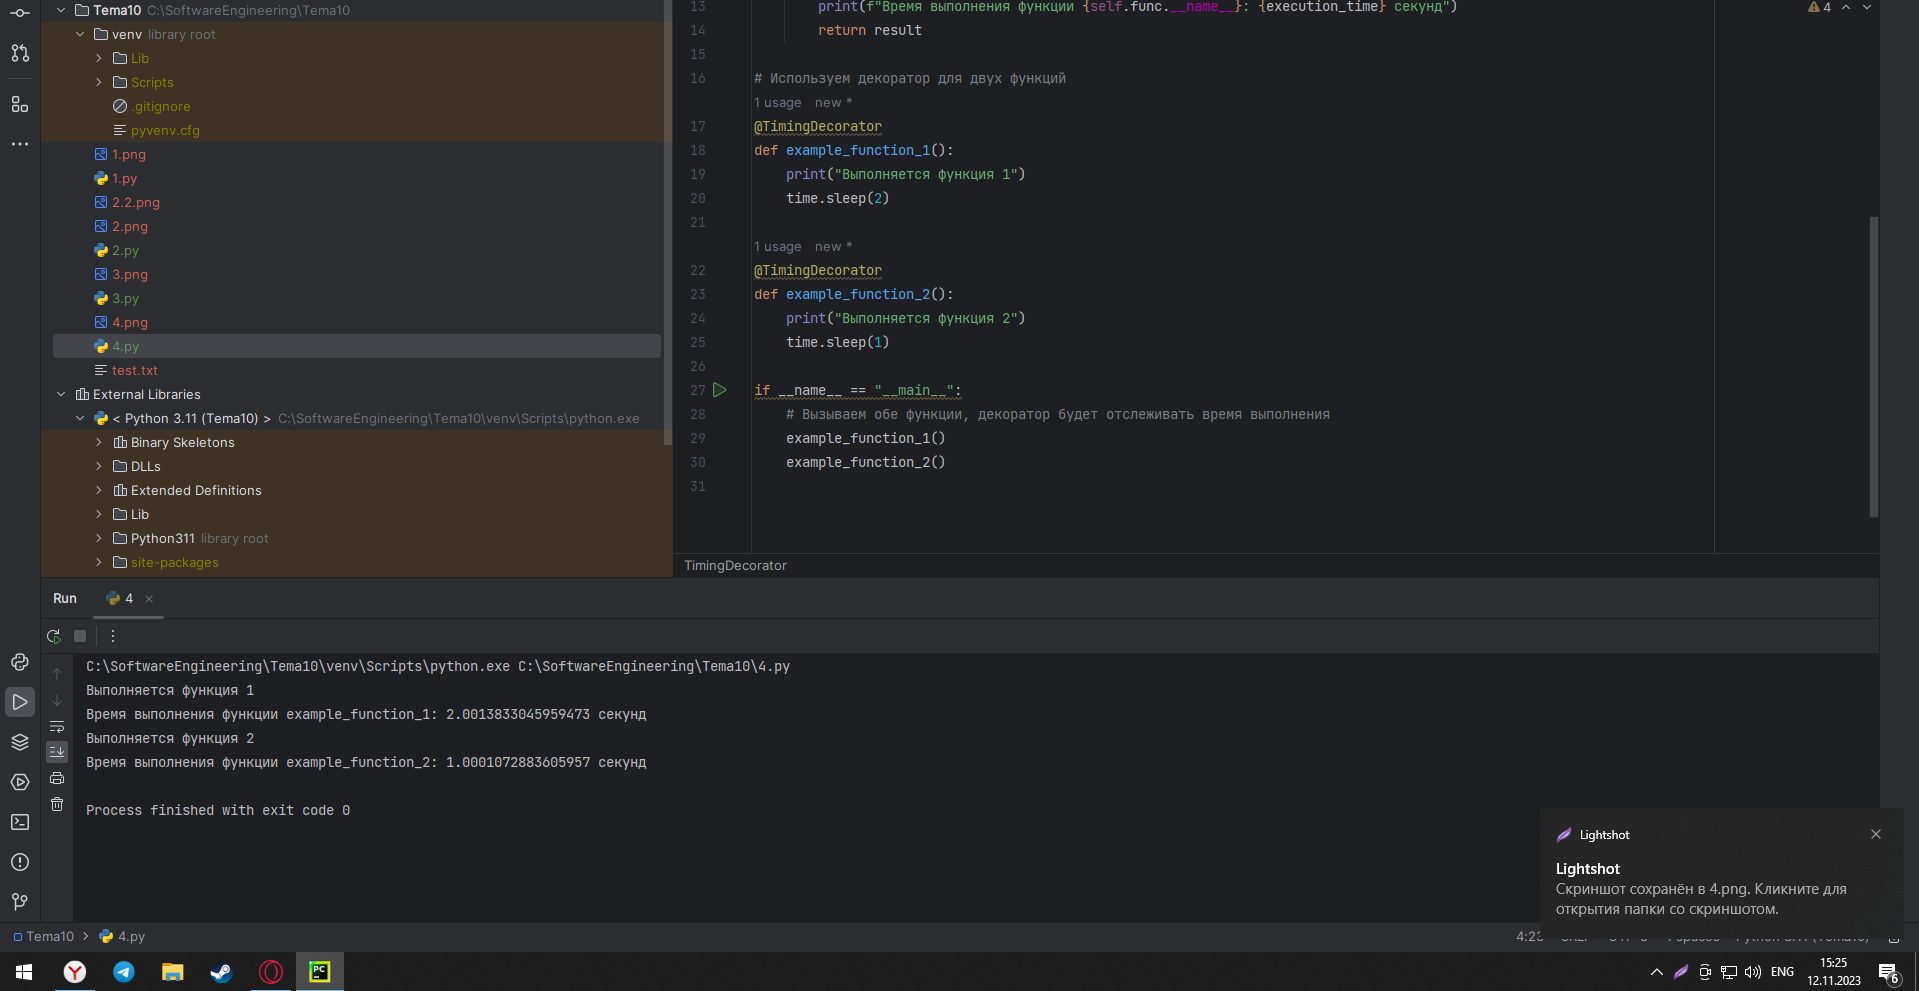 Tema10 C:\SoftwareEngineering\Tema10
venv library root
Lib
Scripts
.gitignore
pyvenv.cfg
1.png
1.py
2.2.png
2.png
2.py
3.png
3.py
4.png
4.py
test.txt
External Libraries
< Python 3.11 (Tema10) > C:\SoftwareEngineering\Tema10\venv\Scripts\python.exe
Binary Skeletons
DLLs
Extended Definitions
Lib
Python311 library root
site-packages
13 print(f"Время выполнения функции {self.func.__name__}: {execution_time} секунд")
4
14 return result
15
16 # Используем декоратор для двух функций
1 usage new *
17 @TimingDecorator
18 def example_function_1():
19 print("Выполняется функция 1")
20 time.sleep(2)
21
1 usage new *
22 @TimingDecorator
23 def example_function_2():
24 print("Выполняется функция 2")
25 time.sleep(1)
26
27 if __name__ == "__main__":
28 # Вызываем обе функции, декоратор будет отслеживать время выполнения
29 example_function_1()
30 example_function_2()
31
TimingDecorator
Run 4
C:\SoftwareEngineering\Tema10\venv\Scripts\python.exe C:\SoftwareEngineering\Tema10\4.py
Выполняется функция 1
Время выполнения функции example_function_1: 2.0013833045959473 секунд
Выполняется функция 2
Время выполнения функции example_function_2: 1.0001072883605957 секунд
Process finished with exit code 0
Lightshot
Lightshot
Скриншот сохранён в 4.png. Кликните для
открытия папки со скриншотом.
Tema10 > 4.py
PC
ENG
15:25
12.11.2023
6